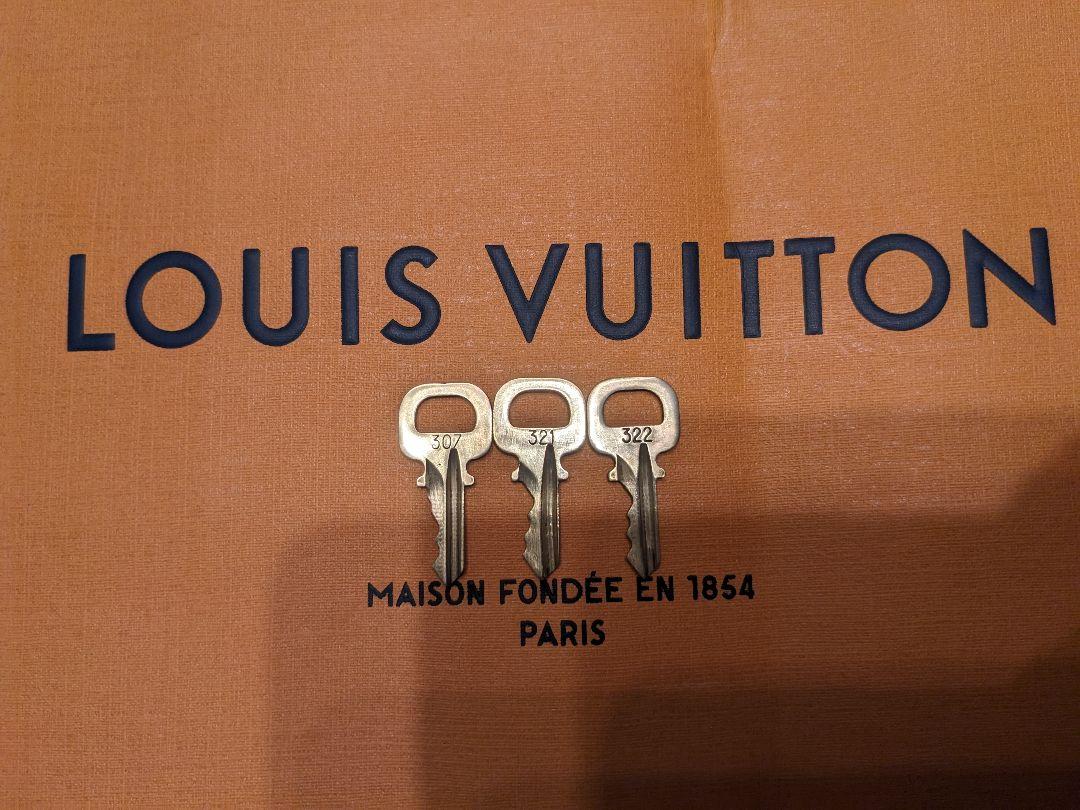 LOUIS VUITTON
307 321 322
MAISON FONDÉE EN 1854
PARIS